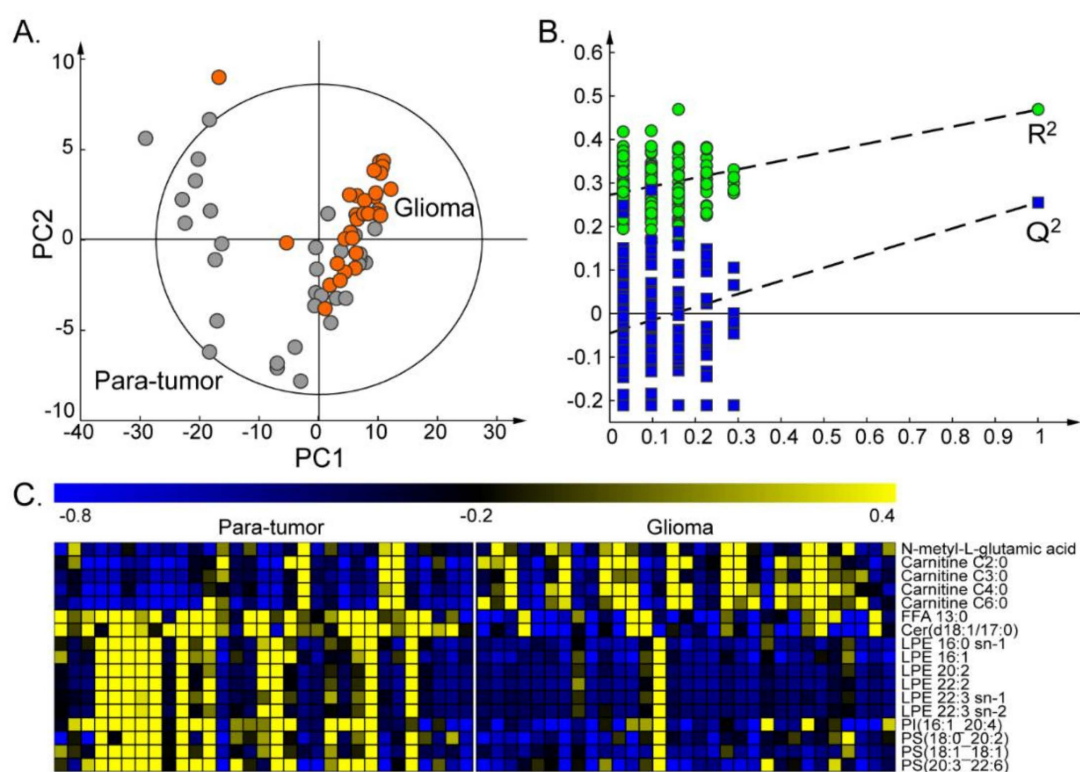 A.
10
5
0
-5
-10
PC2
-40 -30 -20 -10 0 10 20 30
PC1
Glioma
Para-tumor
B.
0.6
0.5
0.4
0.3
0.2
0.1
0
-0.1
-0.2
0 0.1 0.2 0.3 0.4 0.5 0.6 0.7 0.8 0.9 1
R²
Q²
C.
-0.8 -0.2 0.4
Para-tumor Glioma
N-metyl-L-glutamic acid
Carnitine C2:0
Carnitine C3:0
Carnitine C4:0
Carnitine C6:0
FFA 13:0
Cer(d18:1/17:0)
LPE 16:0 sn-1
LPE 16:1
LPE 20:2
LPE 22:2
LPE 22:3 sn-1
LPE 22:3 sn-2
PI(16:1_20:4)
PS(18:0_20:2)
PS(18:1_18:1)
PS(20:3_22:6)